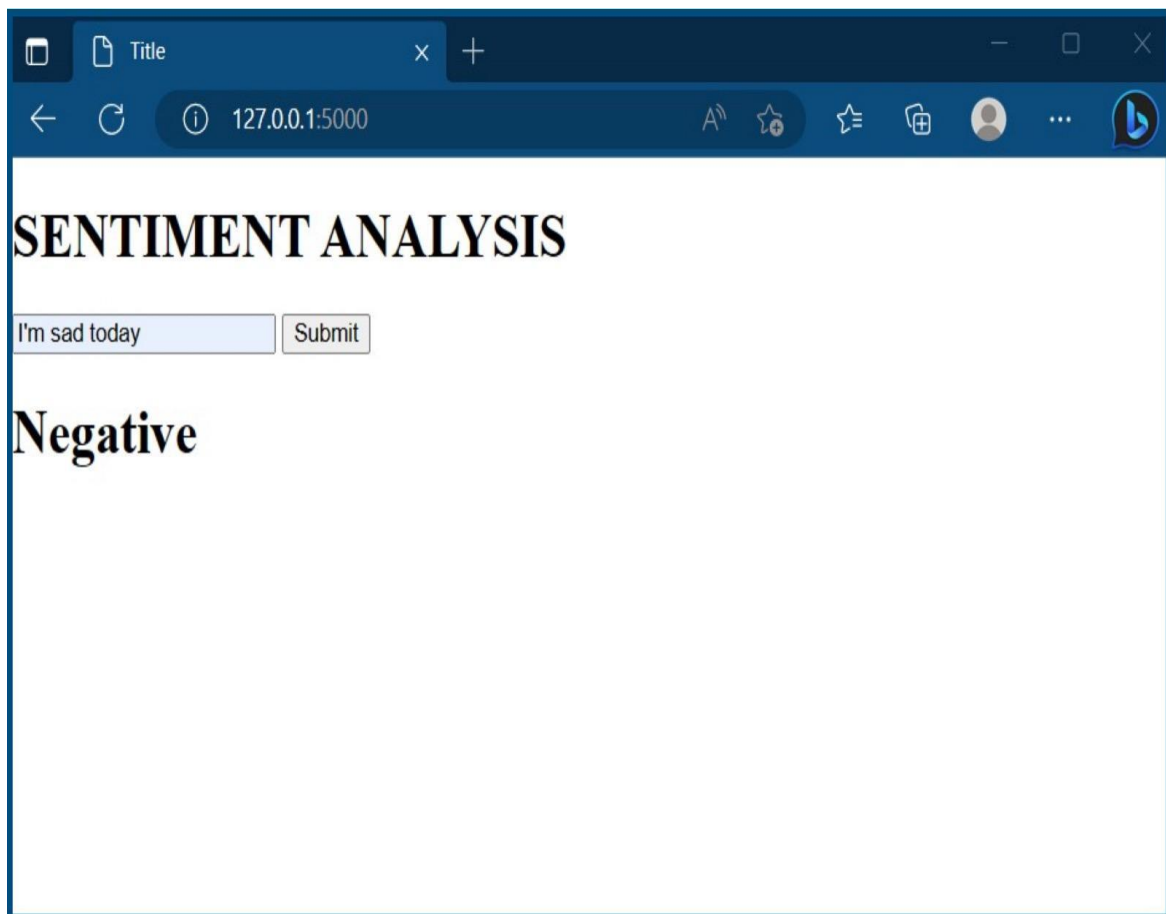 Title
127.0.0.1:5000
SENTIMENT ANALYSIS
I'm sad today Submit
Negative